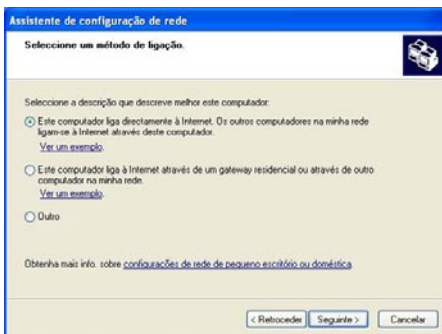 Assistente de configuração de rede
Seleccione um método de ligação.
Seleccione a descrição que descreve melhor este computador:
Este computador liga directamente à Internet. Os outros computadores na minha rede
ligam-se à Internet através deste computador.
Ver um exemplo.
Este computador liga à Internet através de um gateway residencial ou através de outro
computador na minha rede.
Ver um exemplo.
Outro
Obtenha mais info. sobre configurações de rede de pequeno escritório ou doméstica.
< Retroceder
Seguinte >
Cancelar